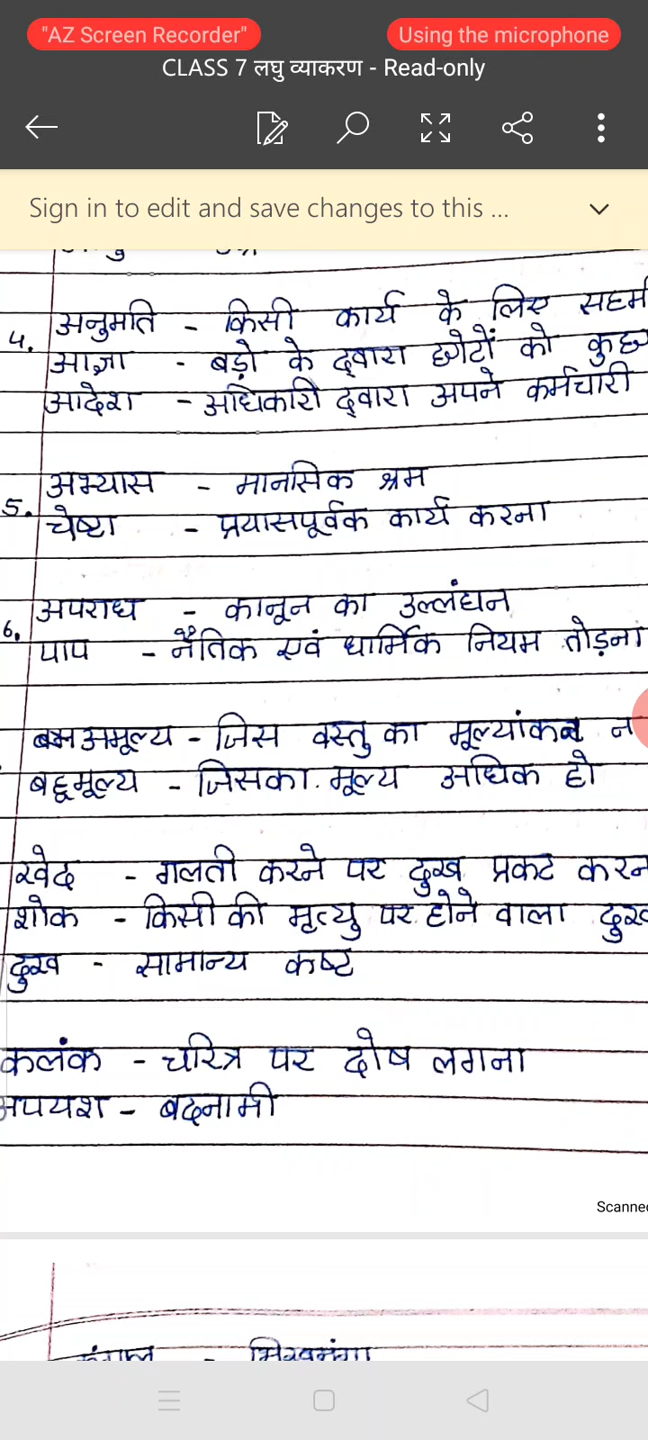 "AZ Screen Recorder" Using the microphone
CLASS 7 लघु व्याकरण - Read-only
Sign in to edit and save changes to this ...
4. अनुमति - किसी कार्य के लिए सहम
आज्ञा - बड़ो के द्वारा छोटों को कुछ
आदेश - अधिकारी द्वारा अपने कर्मचारी
5. अभ्यास - मानसिक श्रम
चेष्टा - प्रयासपूर्वक कार्य करना
6. अपराध - कानून का उल्लंघन
पाप - नैतिक एवं धार्मिक नियम तोड़ना
अमूल्य - जिस वस्तु का मूल्यांकन न
बहूमूल्य - जिसका मूल्य अधिक हो
खेद - गलती करने पर दुख प्रकट करन
शोक - किसी की मृत्यु पर होने वाला दुख
दुख - सामान्य कष्ट
कलंक - चरित्र पर दोष लगना
अपयश - बदनामी
Scanne